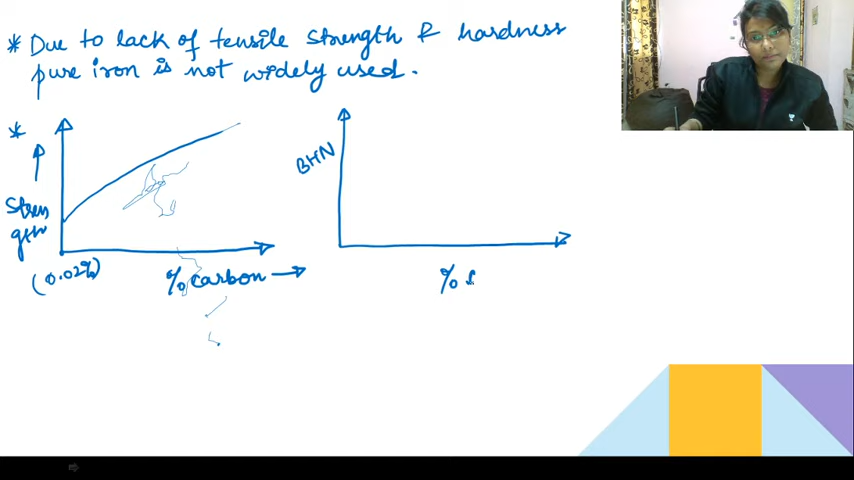 * Due to lack of tensile strength & hardness
pure iron is not widely used.
*
Stren
gth
(0.02%)
% carbon →
BHN
%